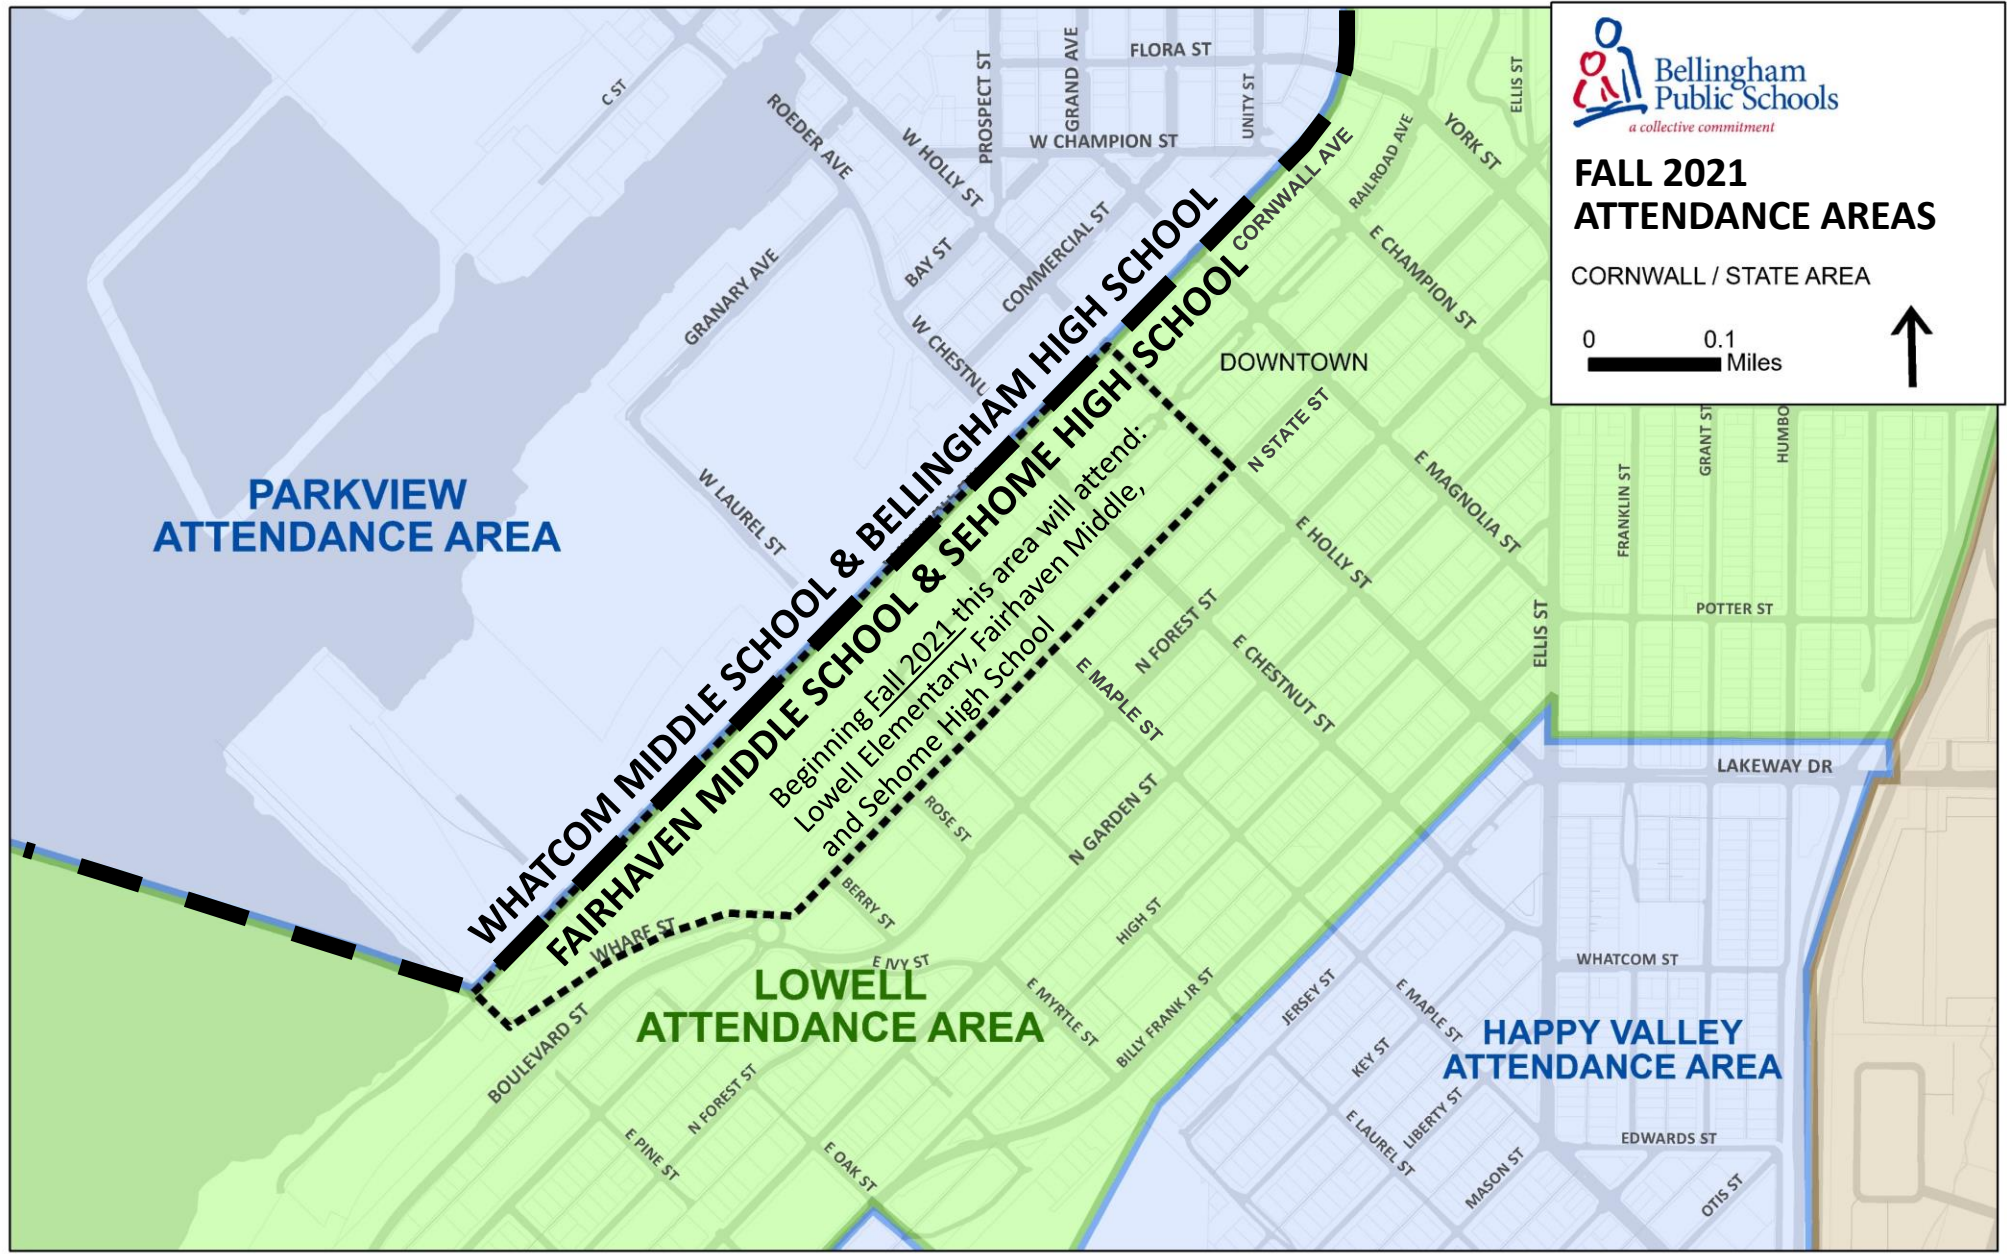 Bellingham
Public Schools
a collective commitment
FALL 2021
ATTENDANCE AREAS
CORNWALL / STATE AREA
0 0.1
Miles
C ST
ROEDER AVE
W HOLLY ST
PROSPECT ST
GRAND AVE
FLORA ST
UNITY ST
W CHAMPION ST
ELLIS ST
YORK ST
RAILROAD AVE
CORNWALL AVE
E CHAMPION ST
BAY ST
COMMERCIAL ST
GRANARY AVE
W CHESTNU
W LAUREL ST
DOWNTOWN
N STATE ST
E MAGNOLIA ST
E HOLLY ST
FRANKLIN ST
GRANT ST
HUMBO
POTTER ST
ELLIS ST
PARKVIEW
ATTENDANCE AREA
WHATCOM MIDDLE SCHOOL & BELLINGHAM HIGH SCHOOL
FAIRHAVEN MIDDLE SCHOOL & SEHOME HIGH SCHOOL
Beginning Fall 2021 this area will attend:
Lowell Elementary, Fairhaven Middle,
and Sehome High School
N FOREST ST
E CHESTNUT ST
E MAPLE ST
N GARDEN ST
ROSE ST
BERRY ST
HIGH ST
WHARF ST
E IVY ST
LAKEWAY DR
LOWELL
ATTENDANCE AREA
E MYRTLE ST
BILLY FRANK JR ST
BOULEVARD ST
N FOREST ST
E PINE ST
E OAK ST
JERSEY ST
E MAPLE ST
KEY ST
WHATCOM ST
HAPPY VALLEY
ATTENDANCE AREA
LIBERTY ST
E LAUREL ST
MASON ST
EDWARDS ST
OTIS ST